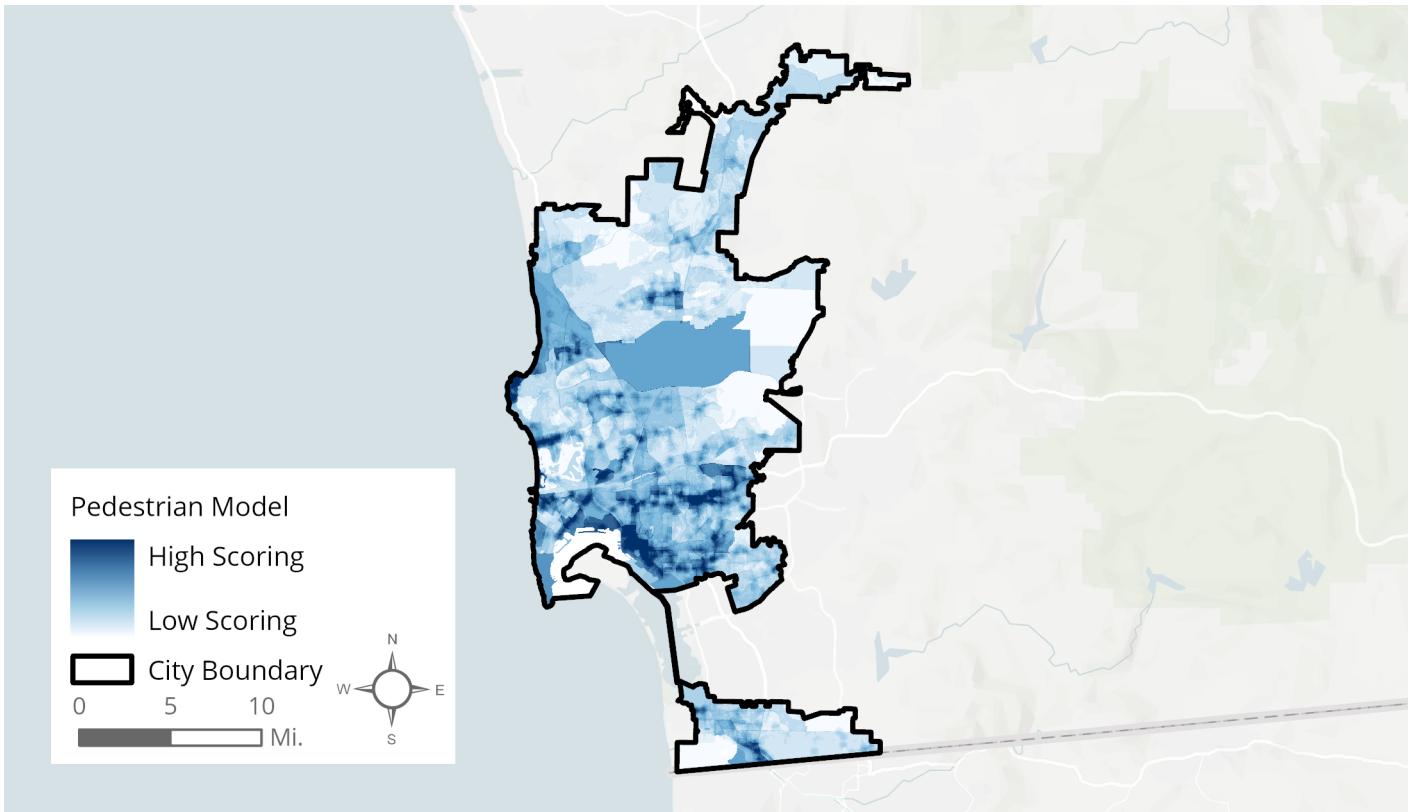 Pedestrian Model
High Scoring
Low Scoring
City Boundary
N
W E
S
0 5 10
Mi.